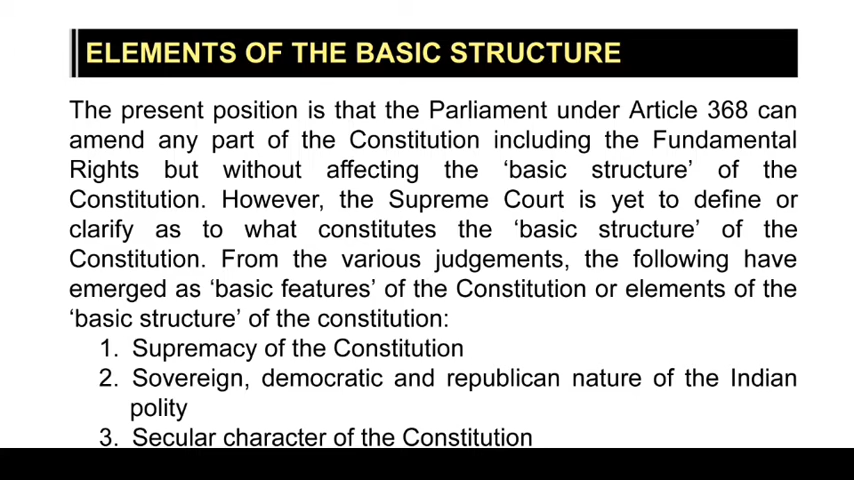 ELEMENTS OF THE BASIC STRUCTURE
The present position is that the Parliament under Article 368 can
amend any part of the Constitution including the Fundamental
Rights but without affecting the ‘basic structure’ of the
Constitution. However, the Supreme Court is yet to define or
clarify as to what constitutes the ‘basic structure’ of the
Constitution. From the various judgements, the following have
emerged as ‘basic features’ of the Constitution or elements of the
‘basic structure’ of the constitution:
1. Supremacy of the Constitution
2. Sovereign, democratic and republican nature of the Indian
polity
3. Secular character of the Constitution